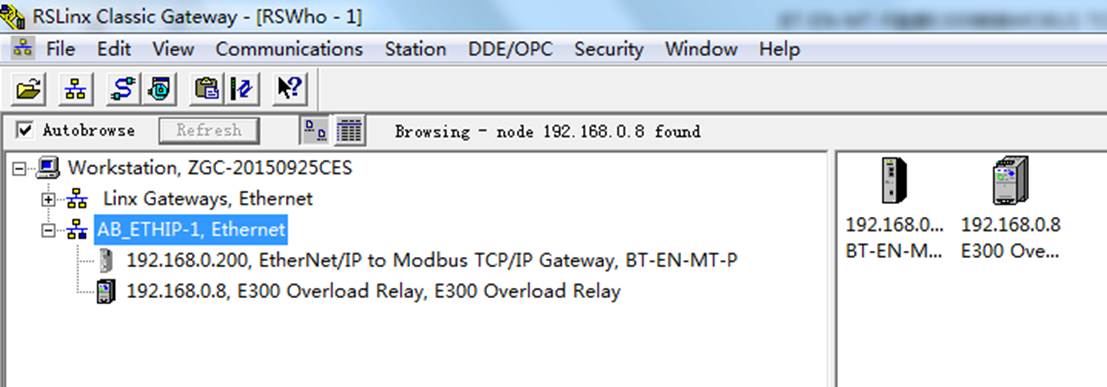 RSLinx Classic Gateway - [RSWho - 1]
File Edit View Communications Station DDE/OPC Security Window Help
Autobrowse Refresh Browsing - node 192.168.0.8 found
Workstation, ZGC-20150925CES
Linx Gateways, Ethernet
AB_ETHIP-1, Ethernet
192.168.0.200, EtherNet/IP to Modbus TCP/IP Gateway, BT-EN-MT-P
192.168.0.8, E300 Overload Relay, E300 Overload Relay
192.168.0... 192.168.0.8
BT-EN-M... E300 Ove...